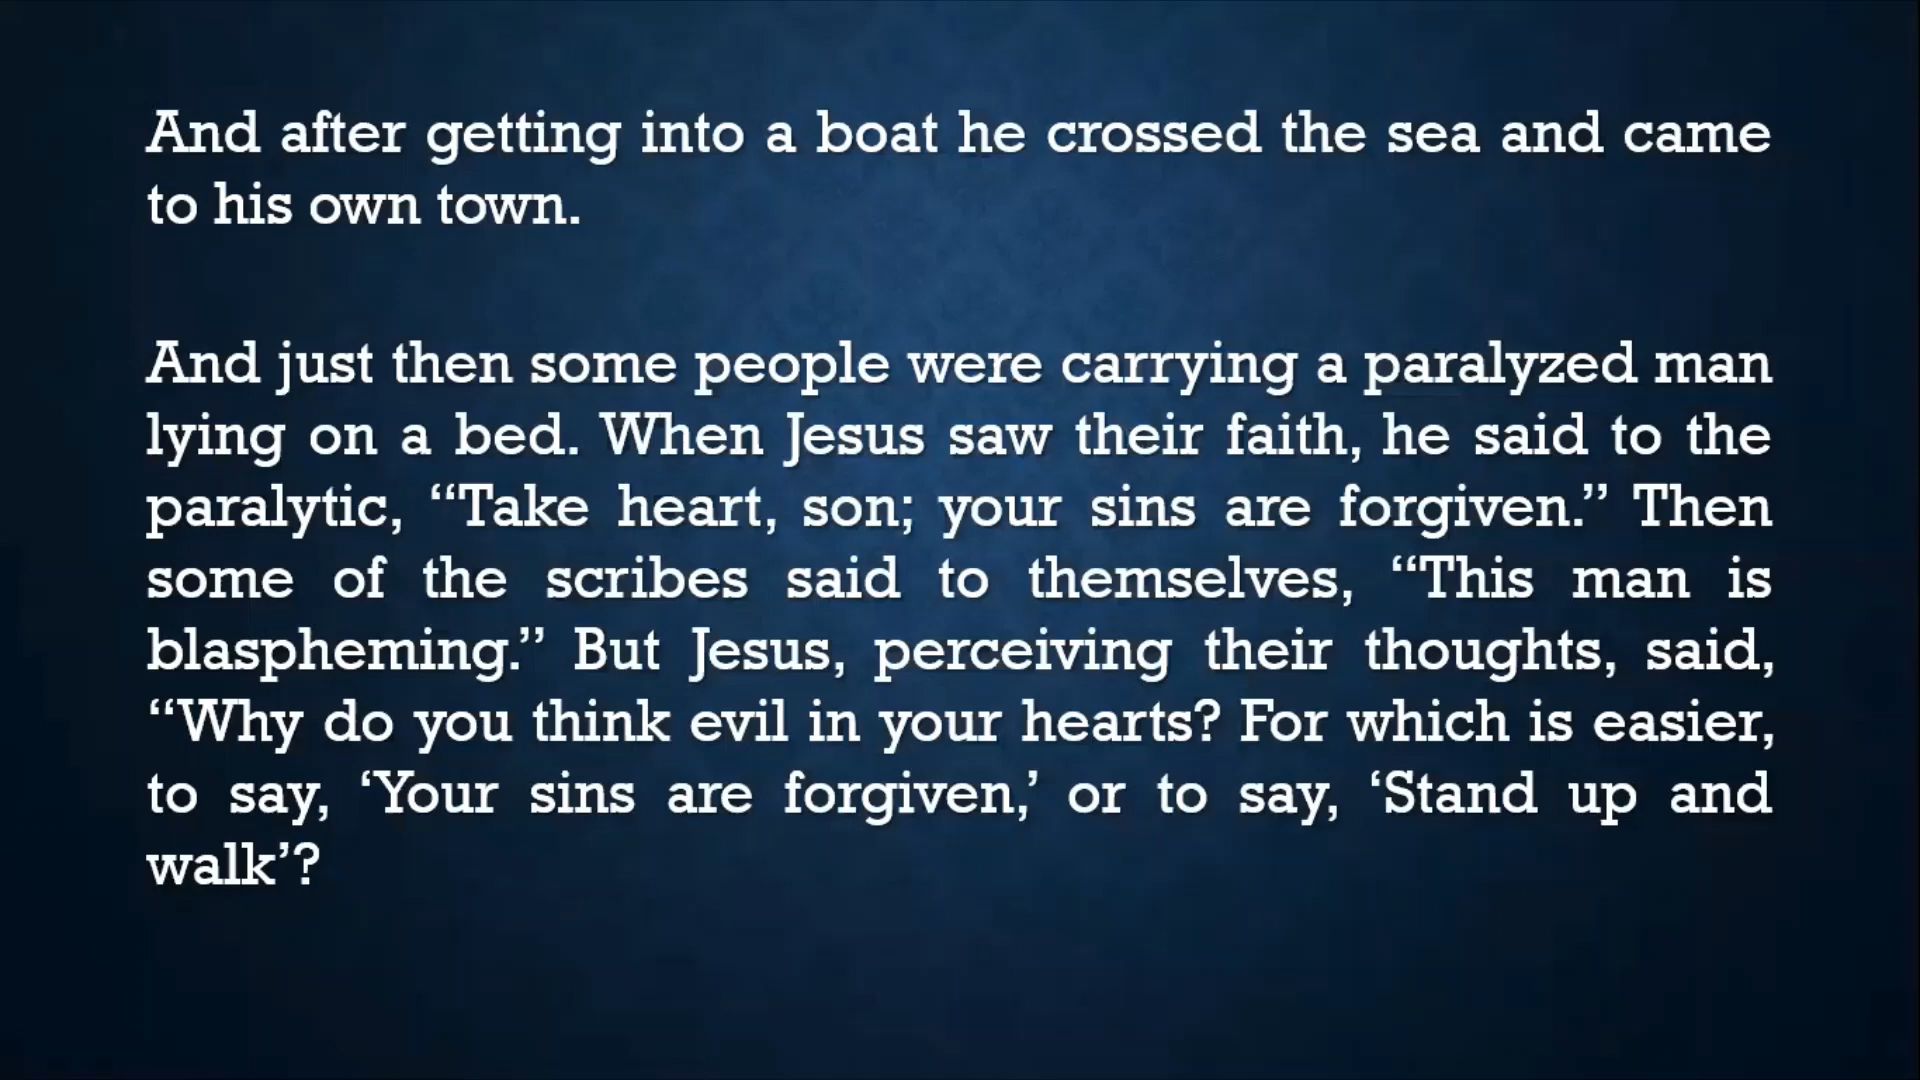 And after getting into a boat he crossed the sea and came
to his own town.
And just then some people were carrying a paralyzed man
lying on a bed. When Jesus saw their faith, he said to the
paralytic, “Take heart, son; your sins are forgiven.” Then
some of the scribes said to themselves, “This man is
blaspheming.” But Jesus, perceiving their thoughts, said,
“Why do you think evil in your hearts? For which is easier,
to say, ‘Your sins are forgiven,’ or to say, ‘Stand up and
walk’?